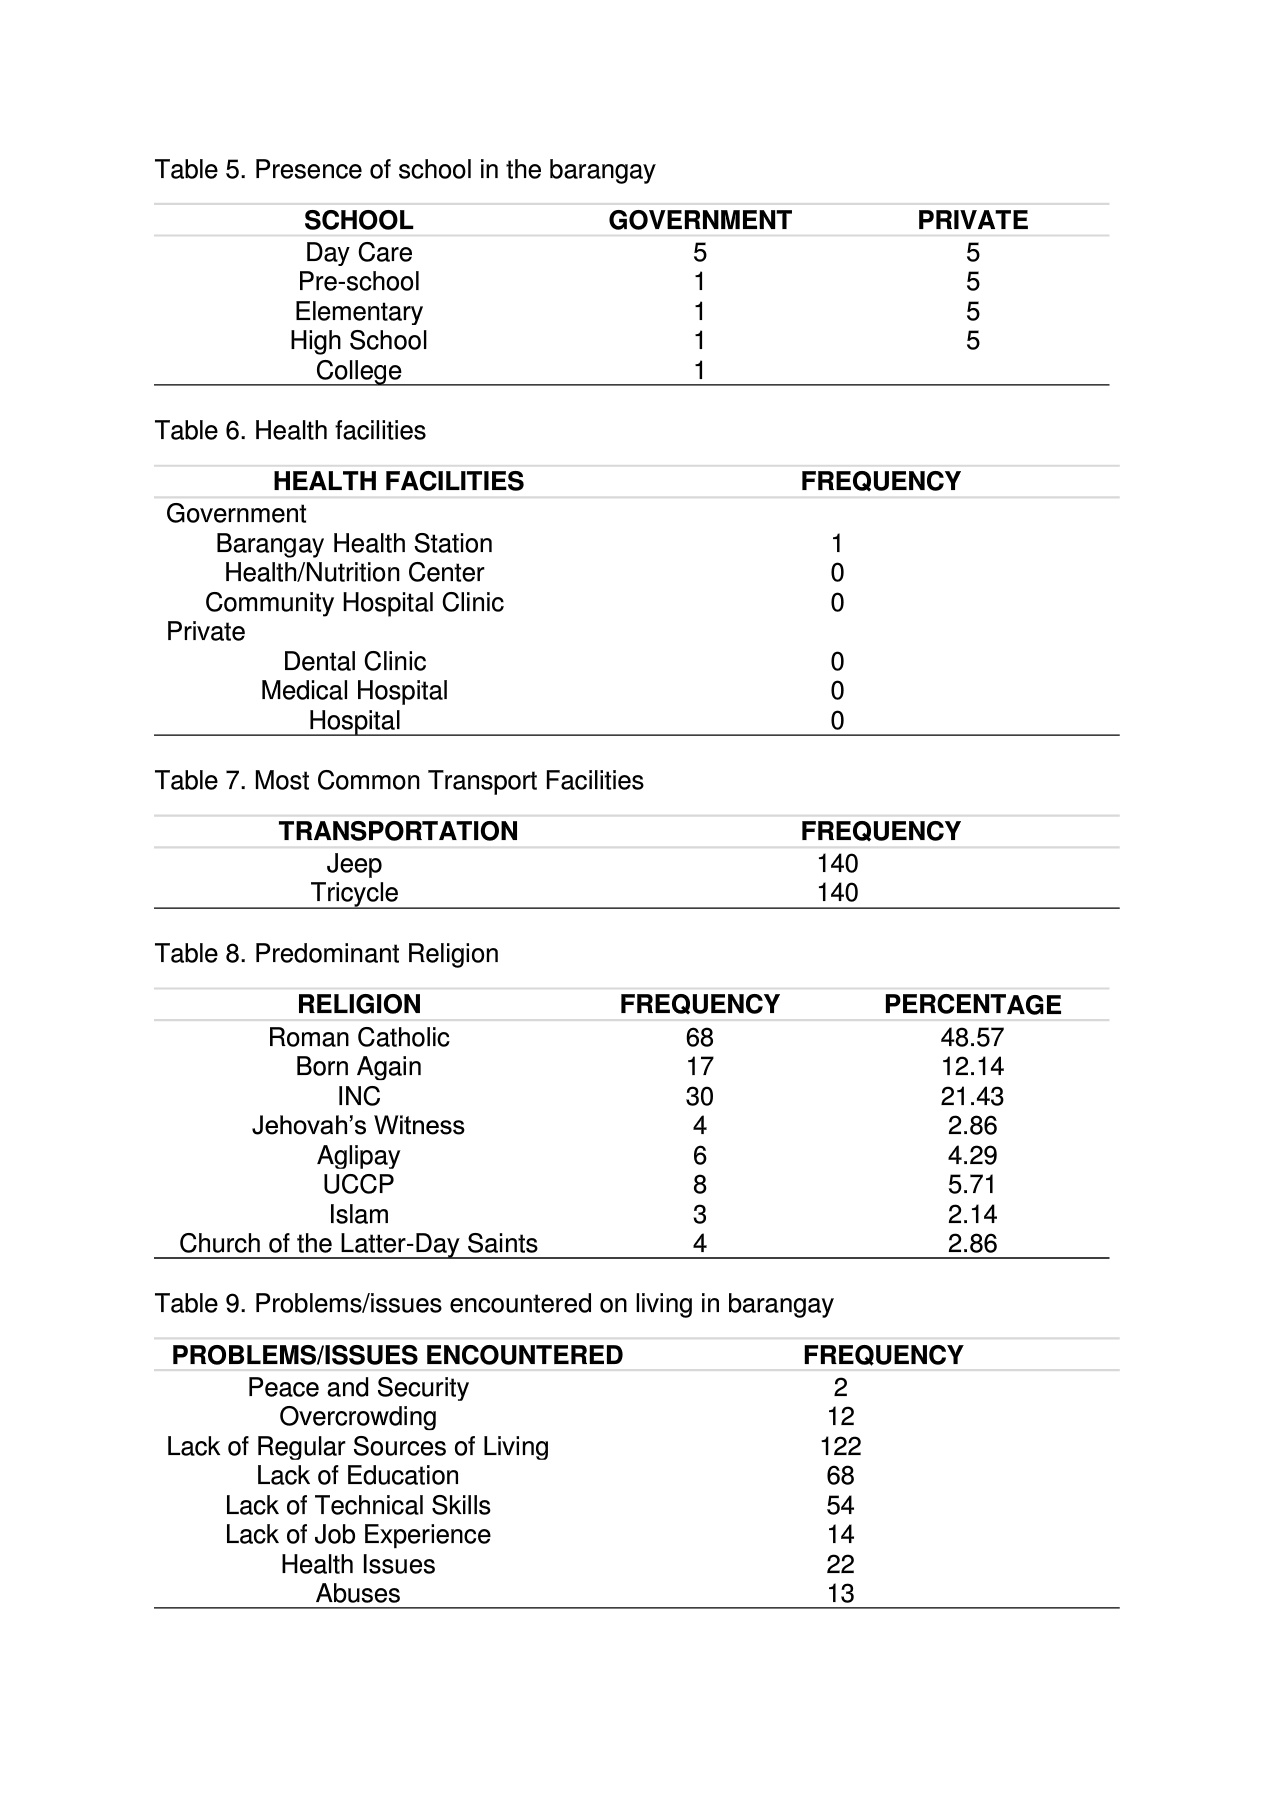 Table 5. Presence of school in the barangay
SCHOOL GOVERNMENT PRIVATE
Day Care 5 5
Pre-school 1 5
Elementary 1 5
High School 1 5
College 1
Table 6. Health facilities
HEALTH FACILITIES FREQUENCY
Government
Barangay Health Station 1
Health/Nutrition Center 0
Community Hospital Clinic 0
Private
Dental Clinic 0
Medical Hospital 0
Hospital 0
Table 7. Most Common Transport Facilities
TRANSPORTATION FREQUENCY
Jeep 140
Tricycle 140
Table 8. Predominant Religion
RELIGION FREQUENCY PERCENTAGE
Roman Catholic 68 48.57
Born Again 17 12.14
INC 30 21.43
Jehovah’s Witness 4 2.86
Aglipay 6 4.29
UCCP 8 5.71
Islam 3 2.14
Church of the Latter-Day Saints 4 2.86
Table 9. Problems/issues encountered on living in barangay
PROBLEMS/ISSUES ENCOUNTERED FREQUENCY
Peace and Security 2
Overcrowding 12
Lack of Regular Sources of Living 122
Lack of Education 68
Lack of Technical Skills 54
Lack of Job Experience 14
Health Issues 22
Abuses 13